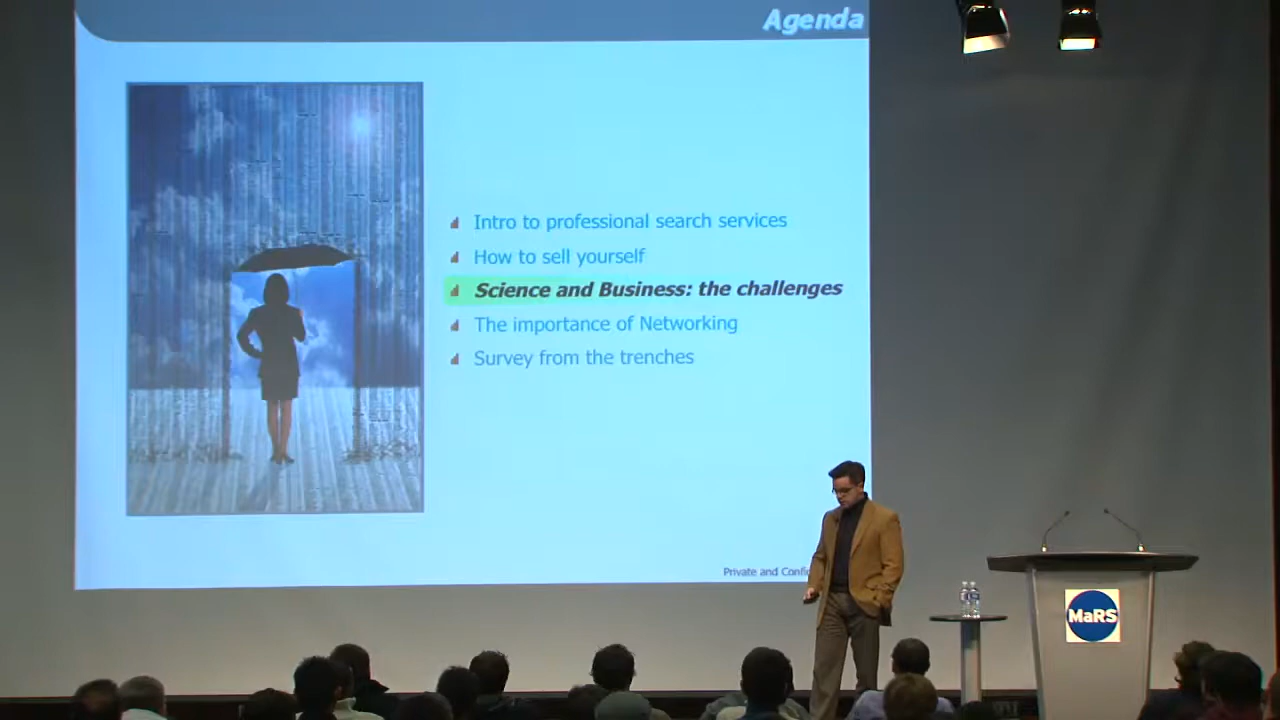 Agenda
Intro to professional search services
How to sell yourself
Science and Business: the challenges
The importance of Networking
Survey from the trenches
Private and
MaRS